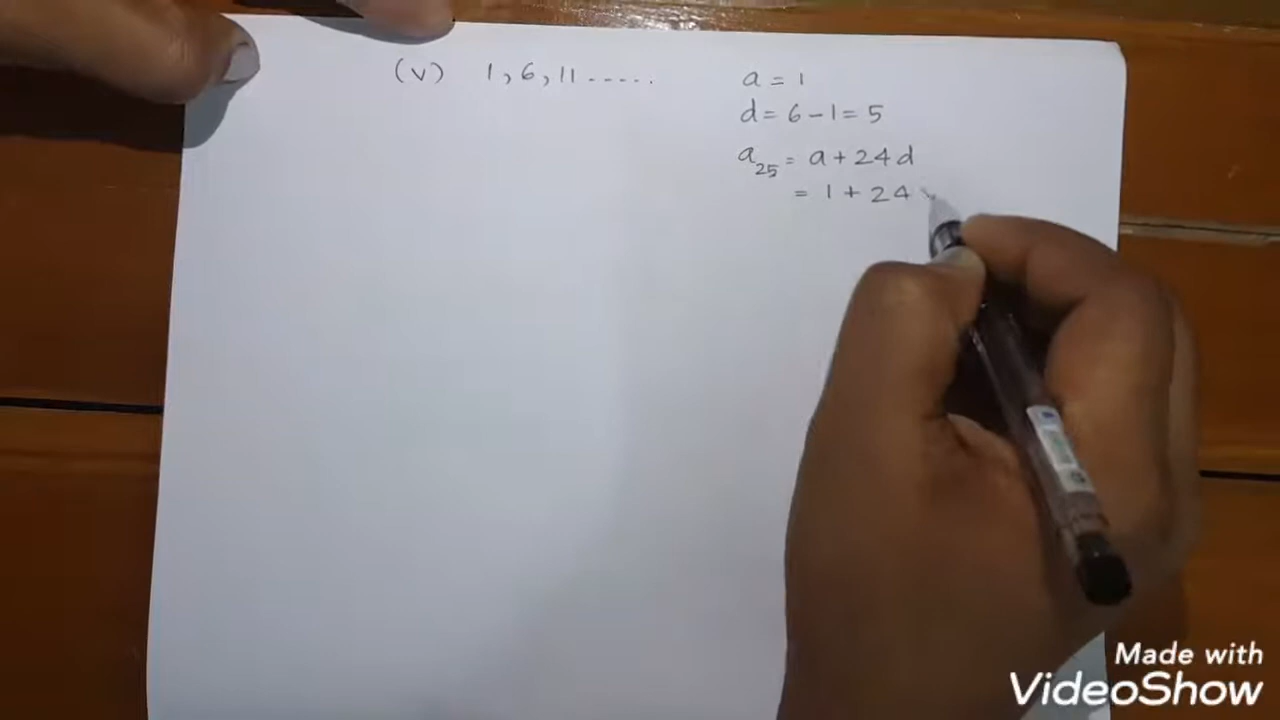 (v) 1, 6, 11 -----
a = 1
d = 6 - 1 = 5
a₂₅ = a + 24d
= 1 + 24 ×
Made with
VideoShow